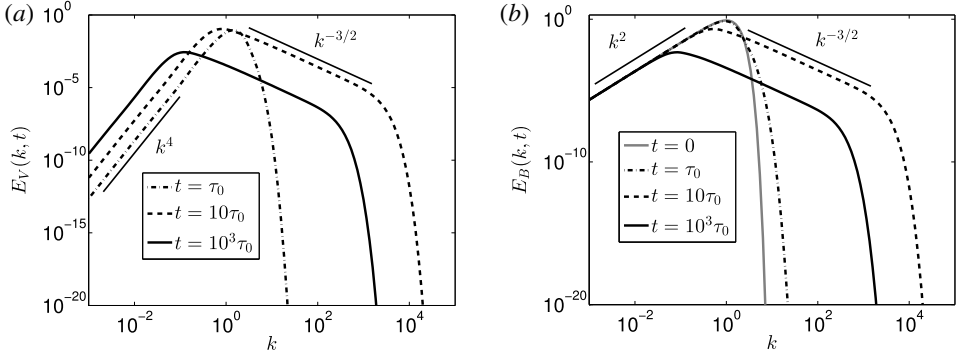 (a)
10^0
10^-5
10^-10
10^-15
10^-20
E_V(k, t)
k^-3/2
k^4
t = τ_0
t = 10τ_0
t = 10^3τ_0
10^-2
10^0
10^2
10^4
k
(b)
10^0
10^-10
10^-20
E_B(k, t)
k^2
k^-3/2
t = 0
t = τ_0
t = 10τ_0
t = 10^3τ_0
10^-2
10^0
10^2
10^4
k